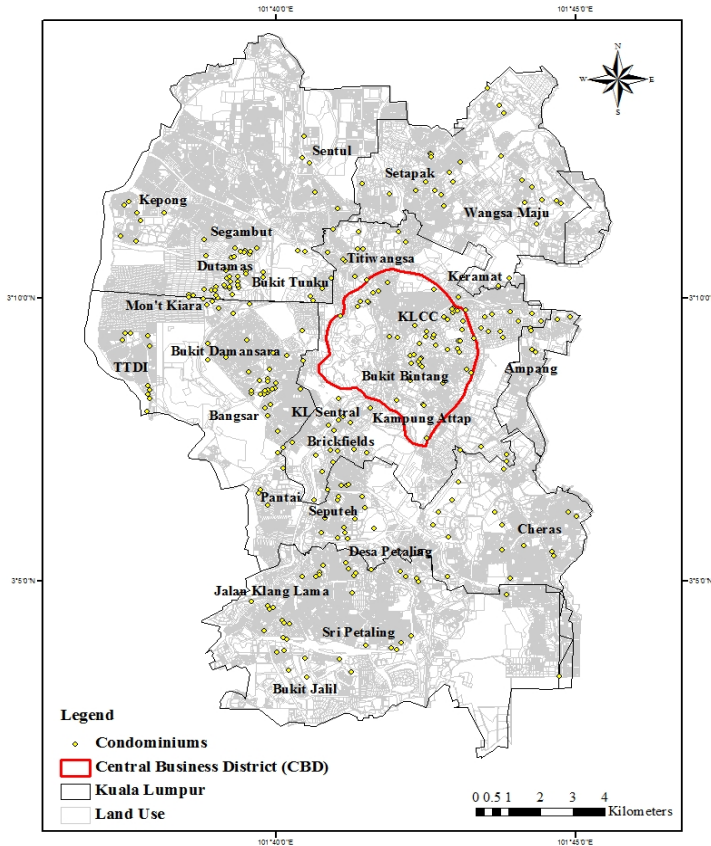 101°40'0"E
101°45'0"E
N
W
E
S
Sentul
Setapak
Kepong
Wangsa Maju
Segambut
Titiwangsa
Dutamas
Keramat
Bukit Tunku
3°10'0"N
3°10'0"N
Mon't Kiara
KLCC
Bukit Damansara
TTDI
Ampang
Bukit Bintang
KL Sentral
Bangsar
Kampung Attap
Brickfields
Pantai
Seputeh
Cheras
Desa Petaling
3°5'0"N
3°5'0"N
Jalan Klang Lama
Sri Petaling
Bukit Jalil
Legend
Condominiums
Central Business District (CBD)
Kuala Lumpur
Land Use
0 0.5 1 2 3 4
Kilometers
101°40'0"E
101°45'0"E